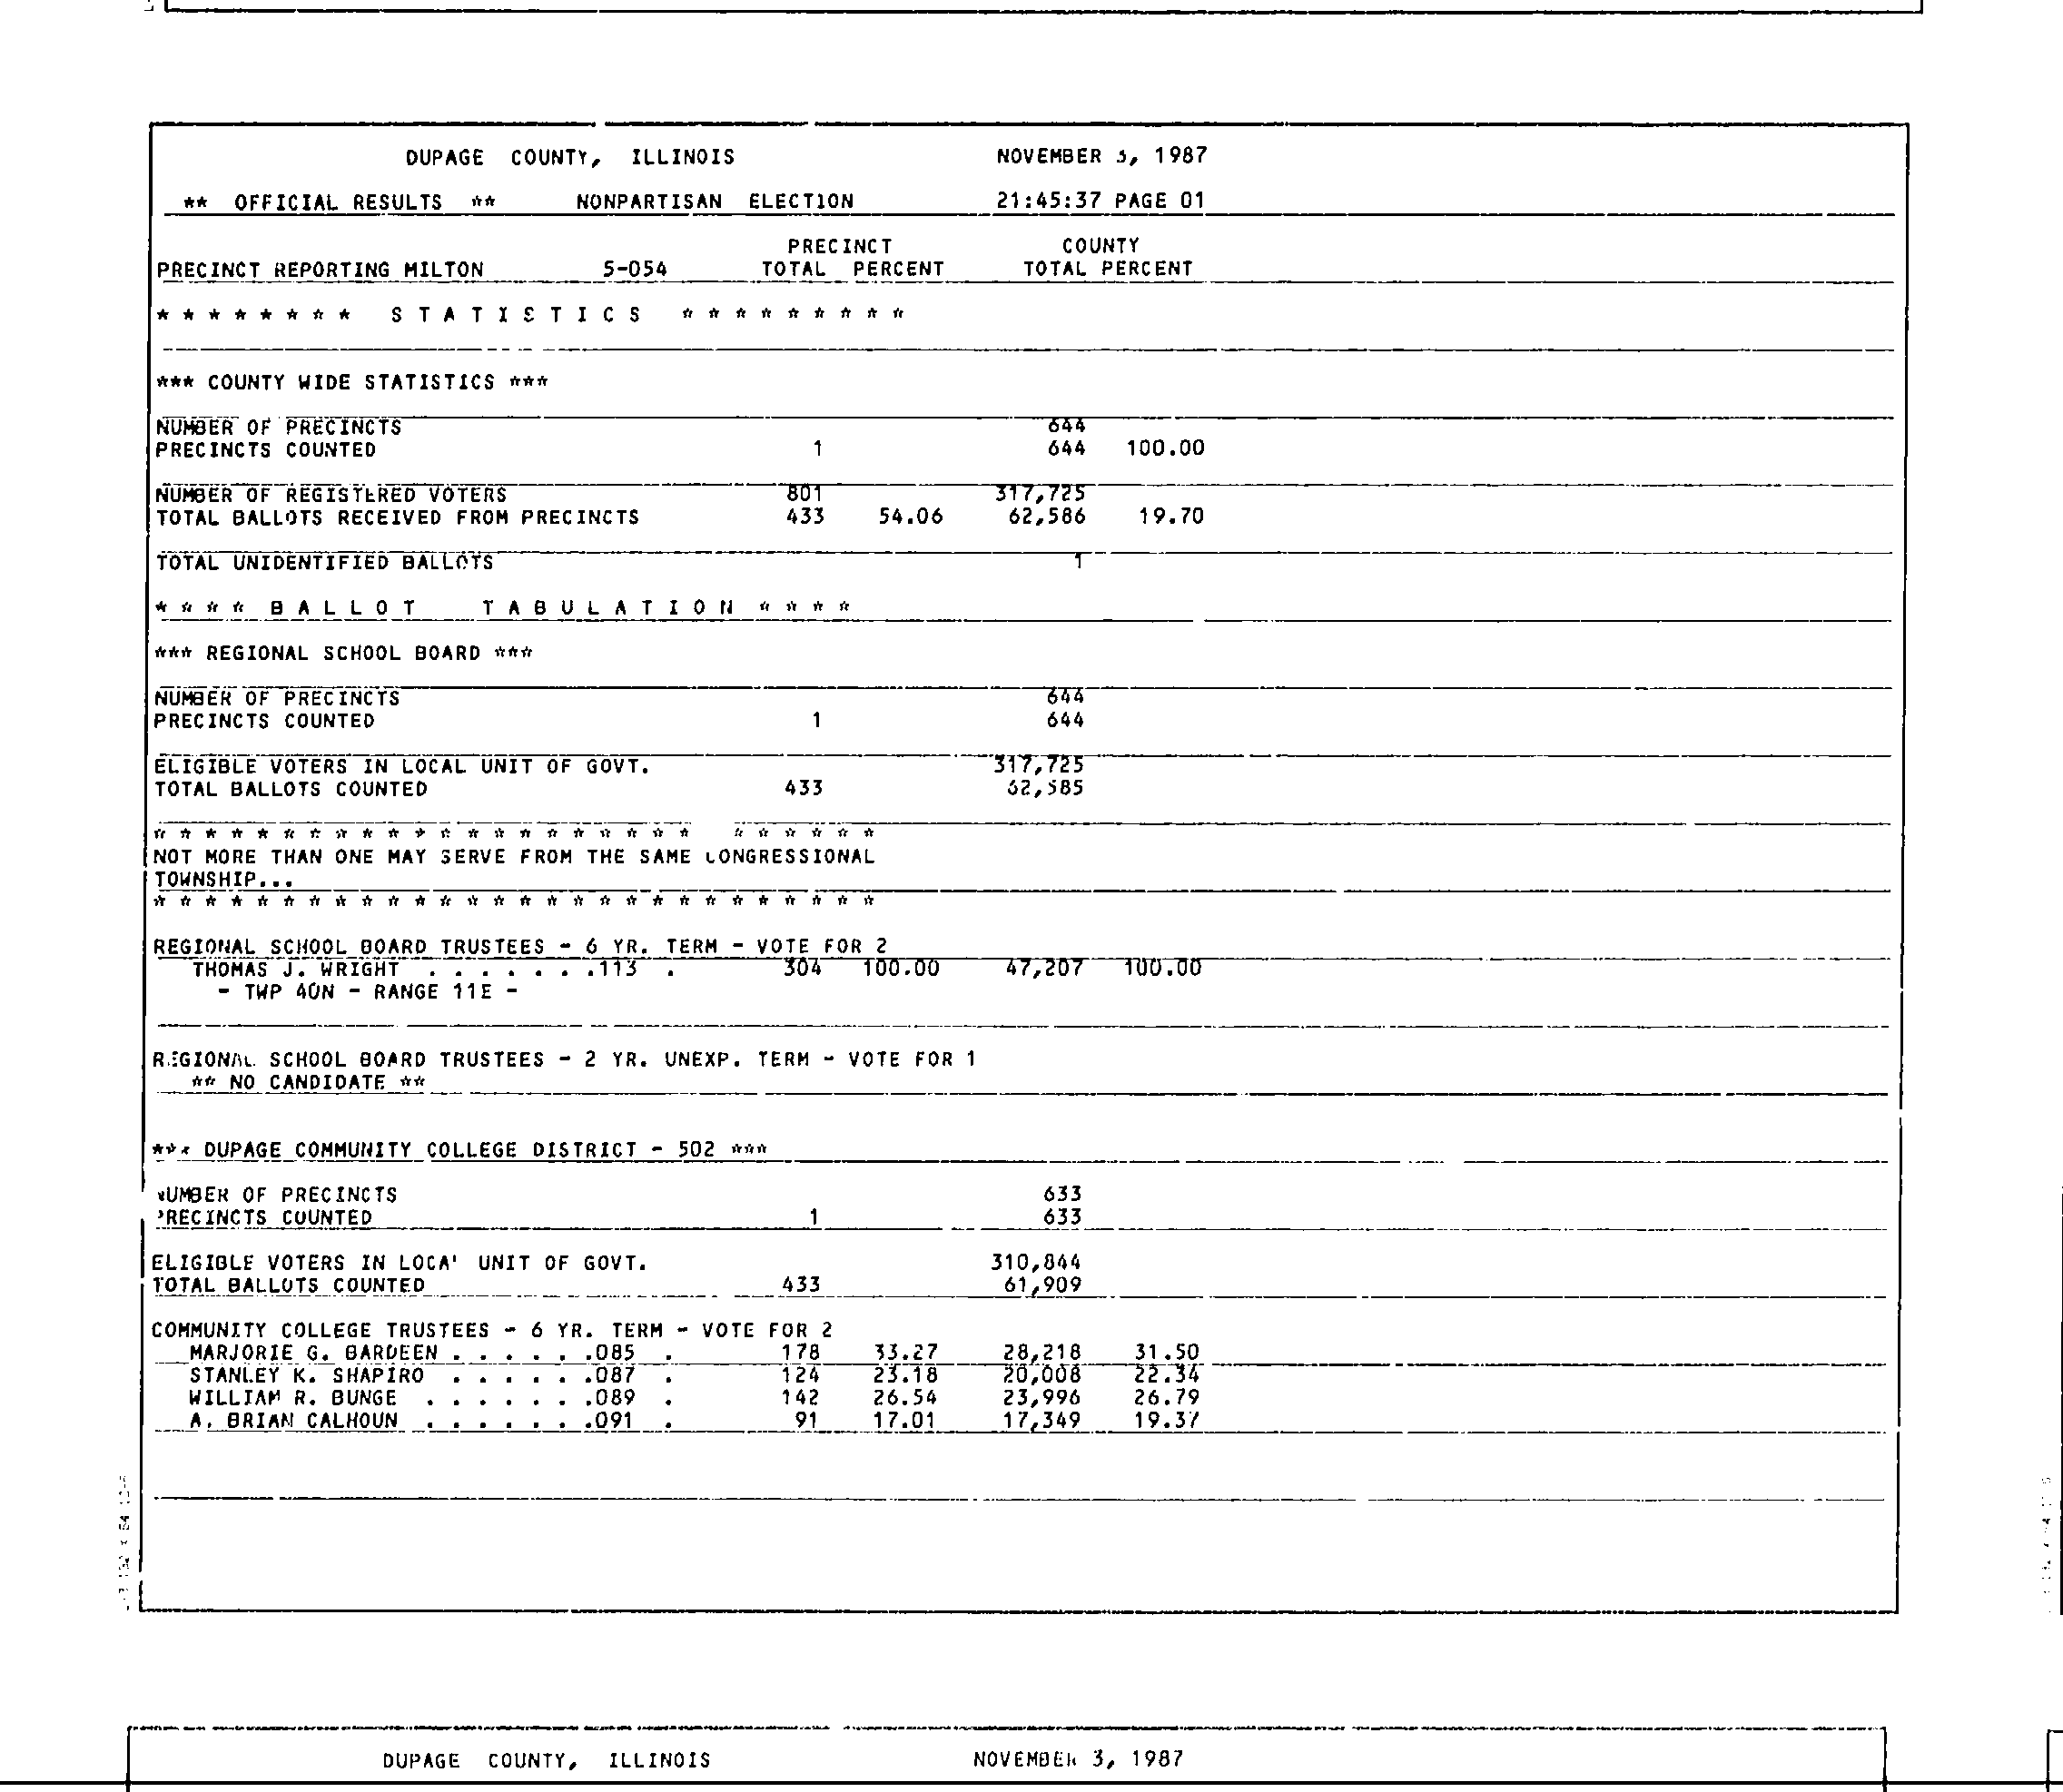 DUPAGE COUNTY, ILLINOIS NOVEMBER 3, 1987
** OFFICIAL RESULTS ** NONPARTISAN ELECTION 21:45:37 PAGE 01
PRECINCT COUNTY
PRECINCT REPORTING MILTON 5-054 TOTAL PERCENT TOTAL PERCENT
* * * * * * * * S T A T I S T I C S * * * * * * * * *
*** COUNTY WIDE STATISTICS ***
NUMBER OF PRECINCTS 644
PRECINCTS COUNTED 1 644 100.00
NUMBER OF REGISTERED VOTERS 801 317,725
TOTAL BALLOTS RECEIVED FROM PRECINCTS 433 54.06 62,586 19.70
TOTAL UNIDENTIFIED BALLOTS 1
* * * * B A L L O T T A B U L A T I O N * * * *
*** REGIONAL SCHOOL BOARD ***
NUMBER OF PRECINCTS 644
PRECINCTS COUNTED 1 644
ELIGIBLE VOTERS IN LOCAL UNIT OF GOVT. 317,725
TOTAL BALLOTS COUNTED 433 62,585
* * * * * * * * * * * * * * * * * * * * * * * * * * *
NOT MORE THAN ONE MAY SERVE FROM THE SAME CONGRESSIONAL
TOWNSHIP...
* * * * * * * * * * * * * * * * * * * * * * * * * * * *
REGIONAL SCHOOL BOARD TRUSTEES - 6 YR. TERM - VOTE FOR 2
THOMAS J. WRIGHT . . . . . . .113 . 304 100.00 47,207 100.00
- TWP 40N - RANGE 11E -
REGIONAL SCHOOL BOARD TRUSTEES - 2 YR. UNEXP. TERM - VOTE FOR 1
** NO CANDIDATE **
*** DUPAGE COMMUNITY COLLEGE DISTRICT - 502 ***
NUMBER OF PRECINCTS 633
PRECINCTS COUNTED 1 633
ELIGIBLE VOTERS IN LOCAL UNIT OF GOVT. 310,844
TOTAL BALLOTS COUNTED 433 61,909
COMMUNITY COLLEGE TRUSTEES - 6 YR. TERM - VOTE FOR 2
MARJORIE G. BARDEEN . . . . . .085 . 178 33.27 28,218 31.50
STANLEY K. SHAPIRO . . . . . .087 . 124 23.18 20,008 22.34
WILLIAM R. BUNGE . . . . . . .089 . 142 26.54 23,996 26.79
A. BRIAN CALHOUN . . . . . . .091 . 91 17.01 17,349 19.37
DUPAGE COUNTY, ILLINOIS NOVEMBER 3, 1987